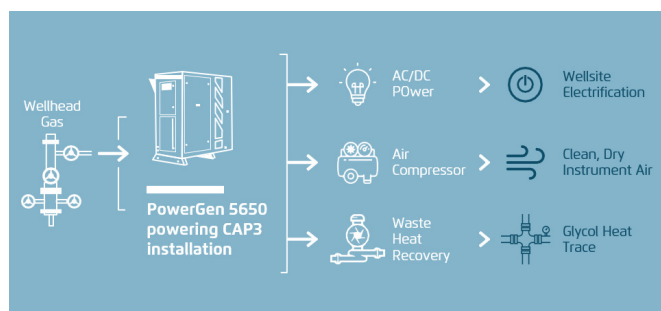 Wellhead
Gas
PowerGen 5650
powering CAP3
installation
AC/DC
POwer
Wellsite
Electrification
Air
Compressor
Clean, Dry
Instrument Air
Waste
Heat
Recovery
Glycol Heat
Trace